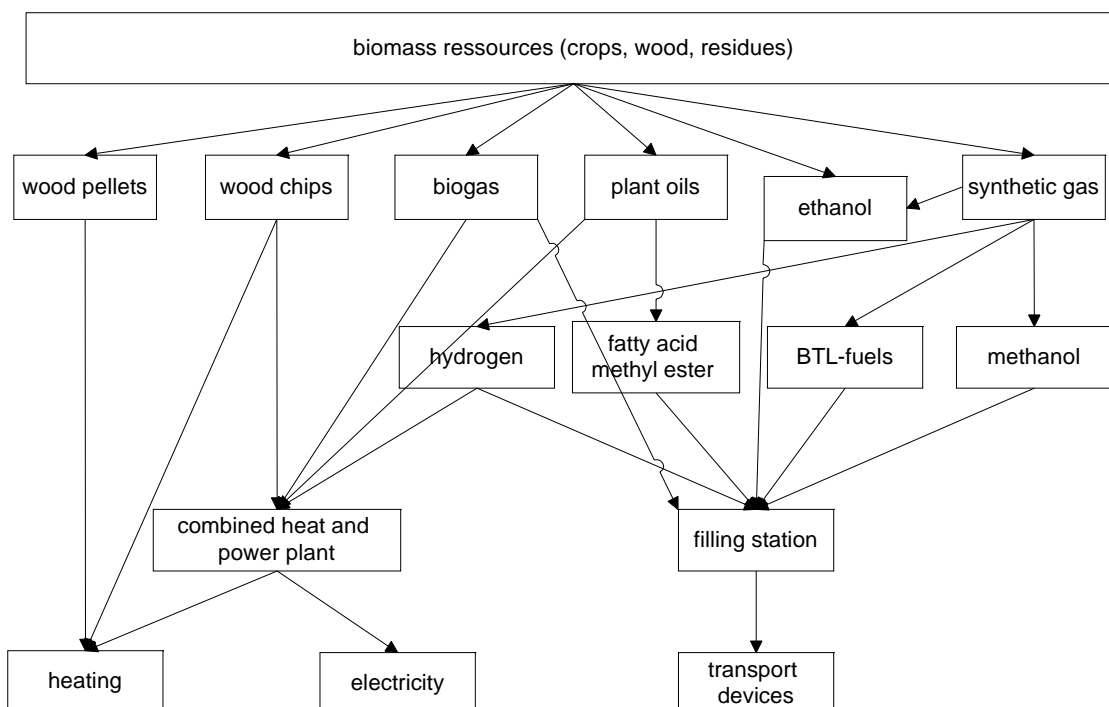 biomass ressources (crops, wood, residues)
wood pellets
wood chips
biogas
plant oils
ethanol
synthetic gas
hydrogen
fatty acid
methyl ester
BTL-fuels
methanol
combined heat and
power plant
filling station
heating
electricity
transport
devices